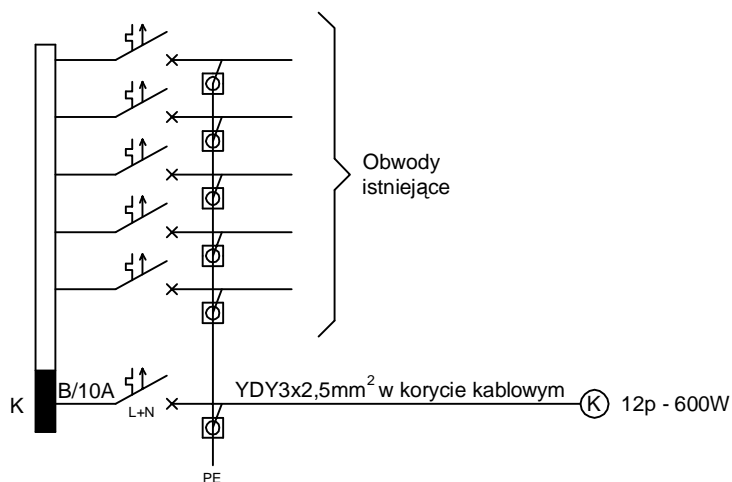 Obwody
istniejące
K
B/10A
L+N
YDY3x2,5mm² w korycie kablowym
K
12p - 600W
PE